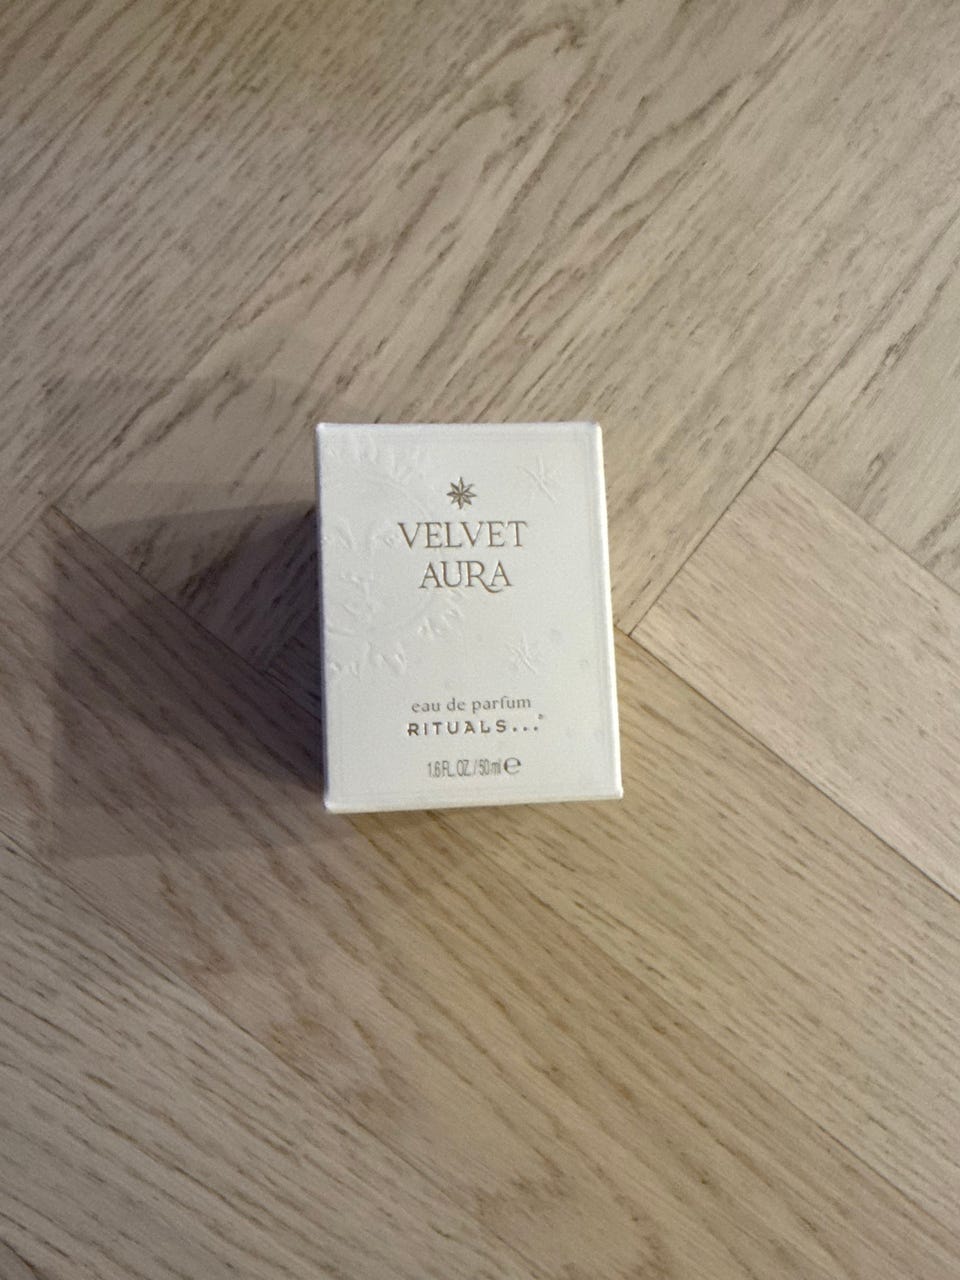 VELVET
AURA
eau de parfum
RITUALS...®
1.6 FL. OZ. / 50 ml ℮